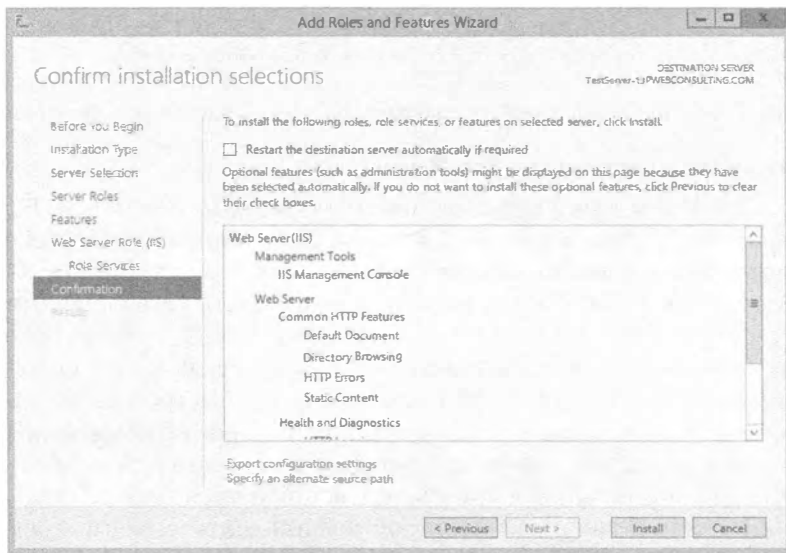 Add Roles and Features Wizard
Confirm installation selections
DESTINATION SERVER
Before You Begin
Installation Type
Server Selection
Server Roles
Features
Web Server Role (IIS)
Role Services
Confirmation
Results
To install the following roles, role services, or features on selected server, click Install.
Restart the destination server automatically if required
Optional features (such as administration tools) might be displayed on this page because they have
been selected automatically. If you do not want to install these optional features, click Previous to clear
their check boxes.
Web Server (IIS)
Management Tools
IIS Management Console
Web Server
Common HTTP Features
Default Document
Directory Browsing
HTTP Errors
Static Content
Health and Diagnostics
Export configuration settings
Specify an alternate source path
< Previous
Next >
Install
Cancel